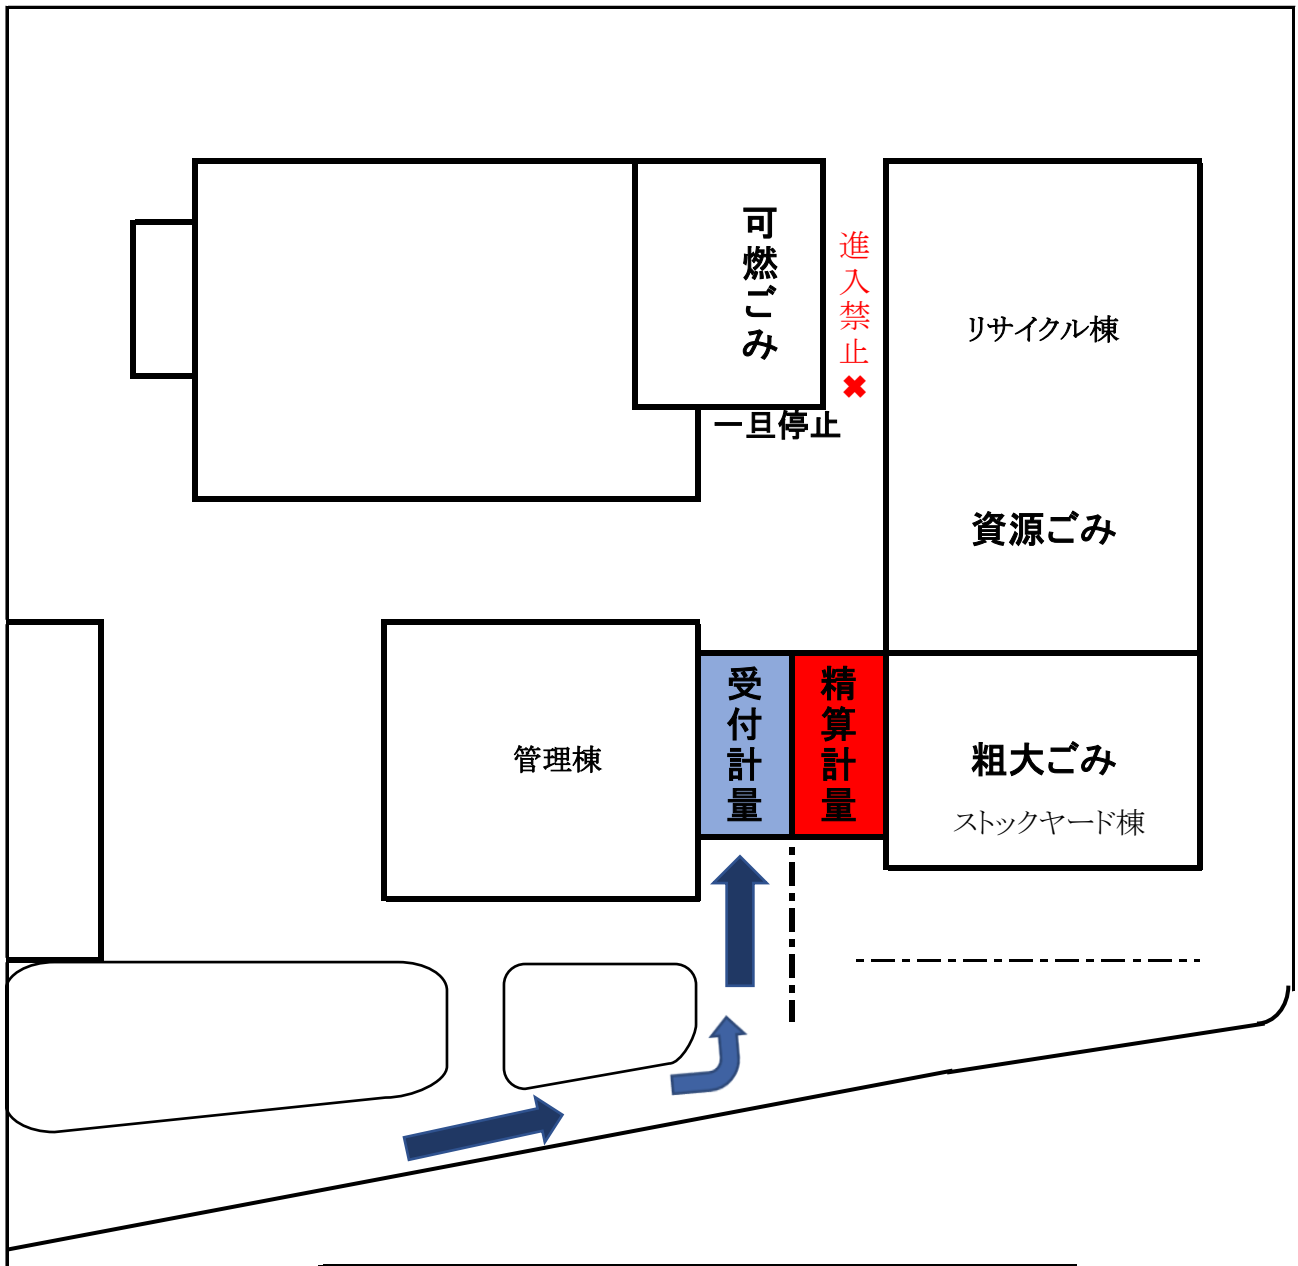 可燃ごみ
進入禁止✖
リサイクル棟
一旦停止
資源ごみ
受付計量
精算計量
管理棟
粗大ごみ
ストックヤード棟